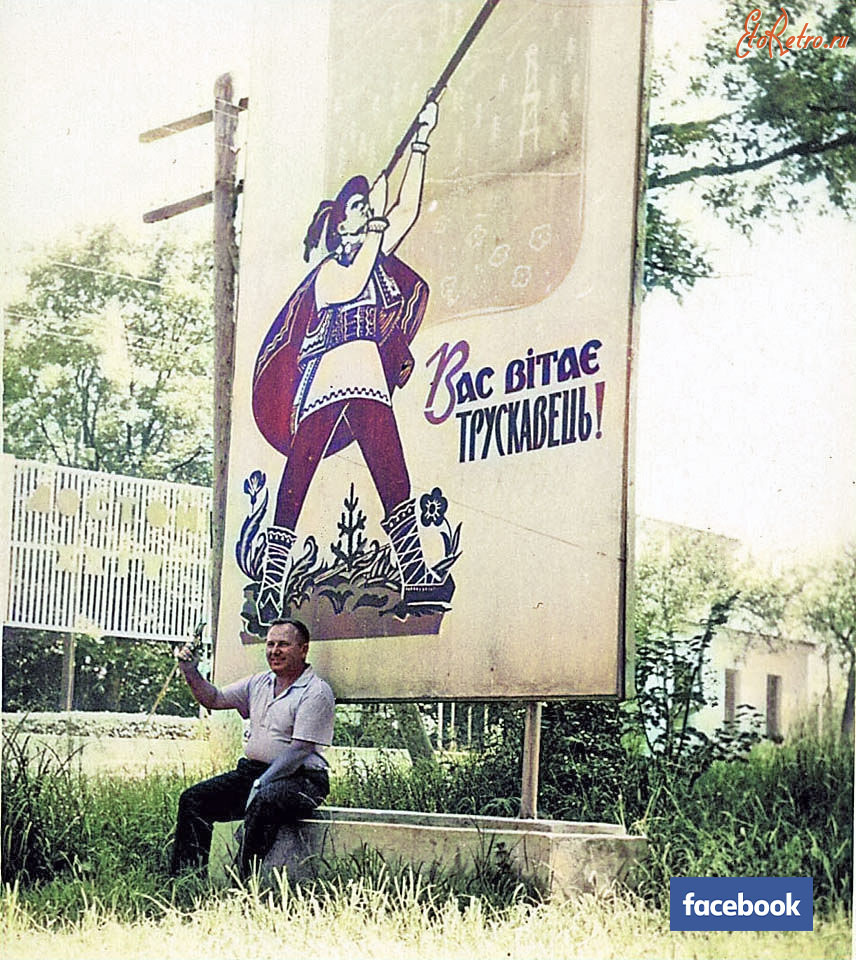 EtoRetro.ru
Вас вітає
ТРУСКАВЕЦЬ!
facebook